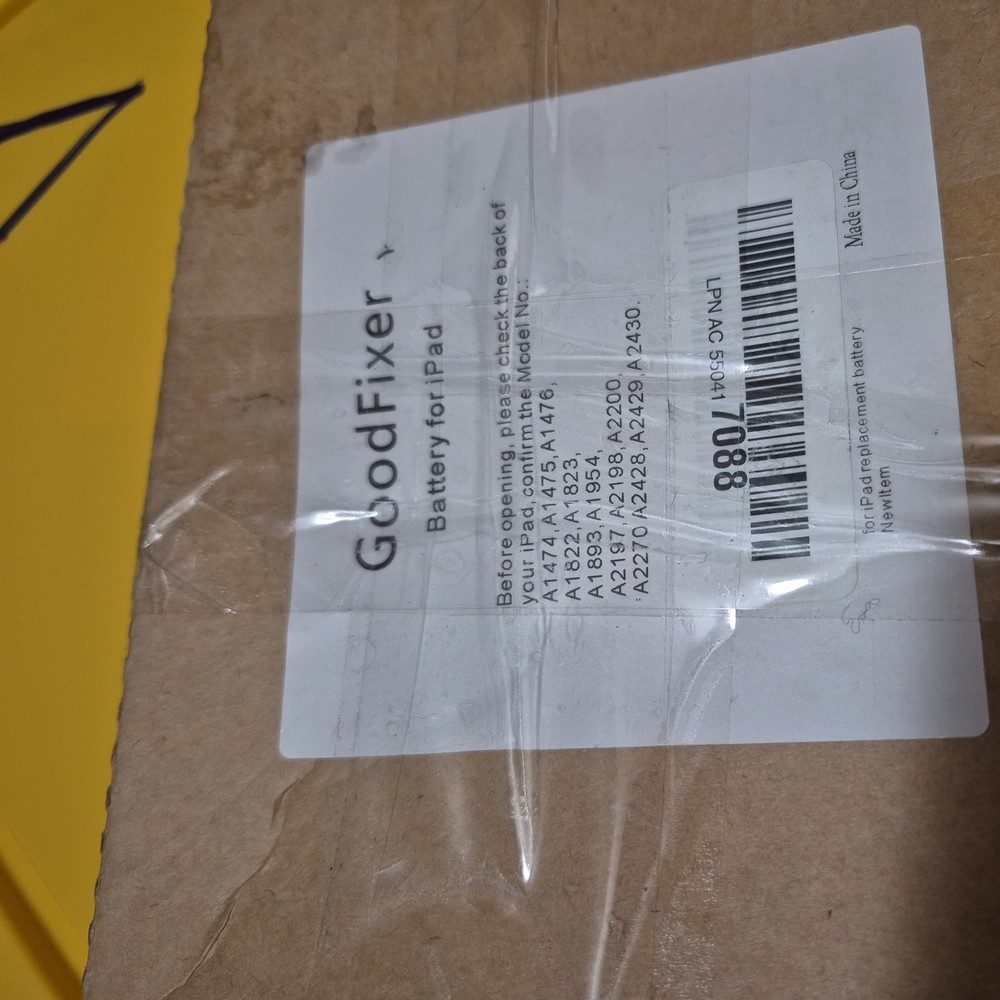 GoodFixer
Battery for iPad
Before opening, please check the back of
your iPad, confirm the Model No.:
A1474, A1475, A1476,
A1822, A1823,
A1893, A1954,
A2197, A2198, A2200,
A2270 A2428, A2429, A2430.
LPN AC 55041 7088
for iPad replacement battery
NewItem
Made in China